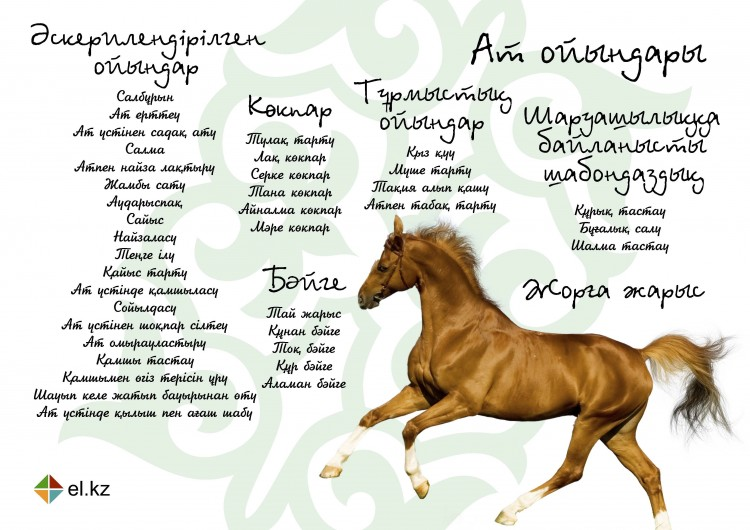 Ат ойындары
Әскерилендірілген
ойындар
Салбұрын
Ат ерттеу
Ат үстінен садақ ату
Салма
Атпен найза лақтыру
Жамбы сату
Аударыспақ
Сайыс
Найзаласу
Теңге ілу
Қайыс тарту
Ат үстінде қамшыласу
Сойылдасу
Ат үстінен шоқпар сілтеу
Ат омырауластыру
Қамшы тастау
Қамшымен өгіз терісін ұру
Шауып келе жатып бауырынан өту
Ат үстінде қылыш пен ағаш шабу
Көкпар
Тулақ тарту
Лақ көкпар
Серке көкпар
Тана көкпар
Айналма көкпар
Мәре көкпар
Бәйге
Тай жарыс
Құнан бәйге
Тоқ бәйге
Құр бәйге
Аламан бәйге
Тұрмыстық
ойындар
Қыз қуу
Мүше тарту
Тақия алып қашу
Атпен табақ тарту
Шаруашылыққа
байланысты
шабондаздық
Құрық тастау
Бұғалық салу
Шалма тастау
Жорға жарыс
el.kz